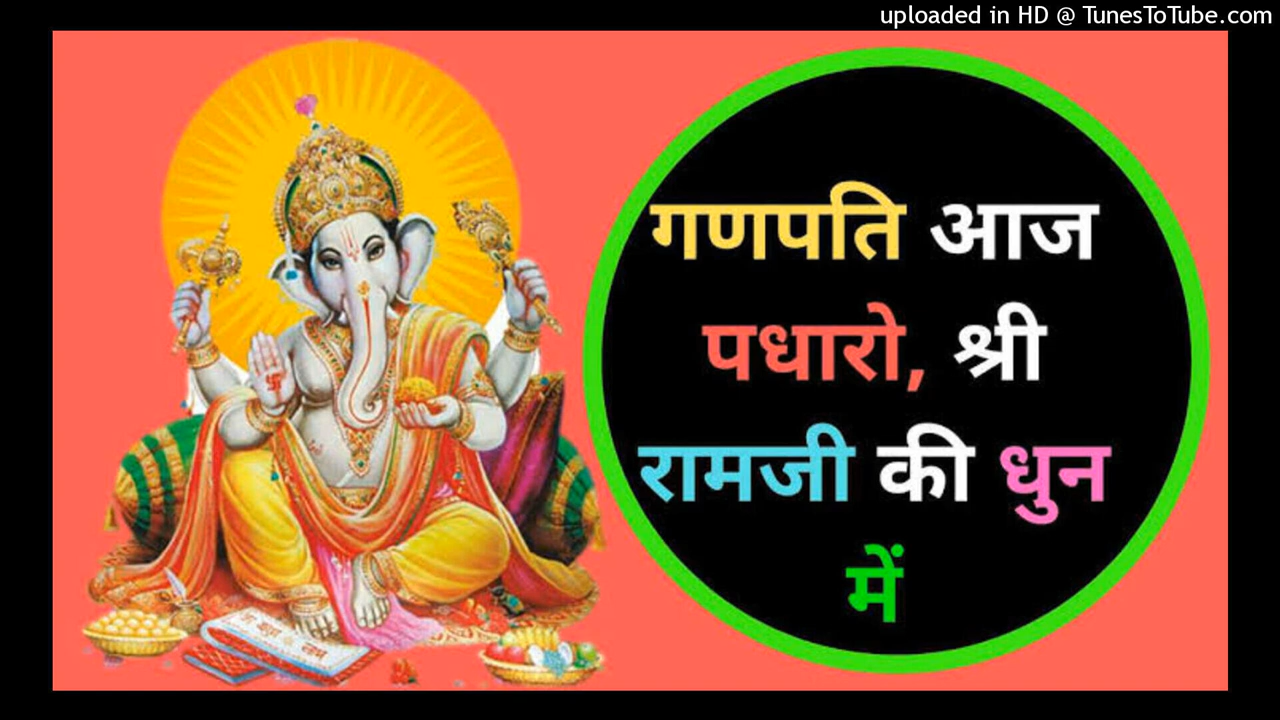 uploaded in HD @ TunesToTube.com
गणपति आज
पधारो, श्री
रामजी की धुन
में